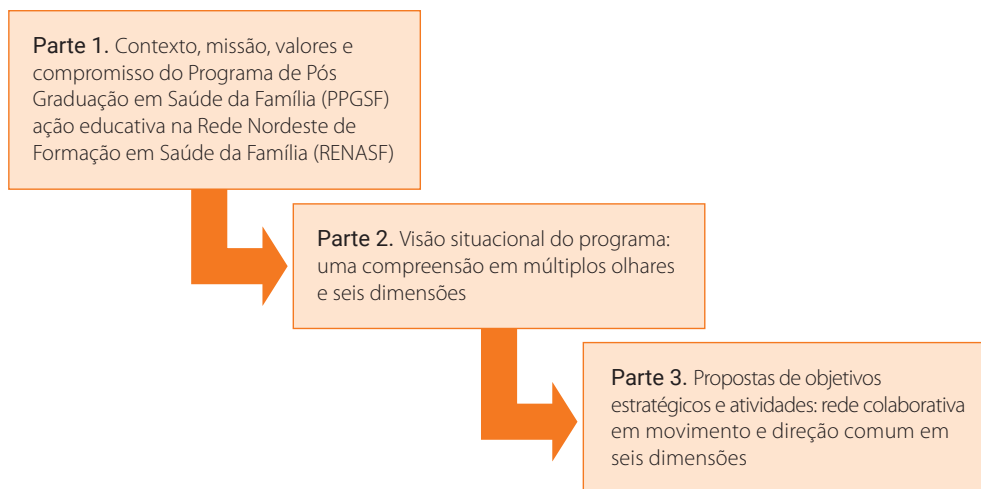 Parte 1. Contexto, missão, valores e
compromisso do Programa de Pós
Graduação em Saúde da Família (PPGSF)
ação educativa na Rede Nordeste de
Formação em Saúde da Família (RENASF)
Parte 2. Visão situacional do programa:
uma compreensão em múltiplos olhares
e seis dimensões
Parte 3. Propostas de objetivos
estratégicos e atividades: rede colaborativa
em movimento e direção comum em
seis dimensões